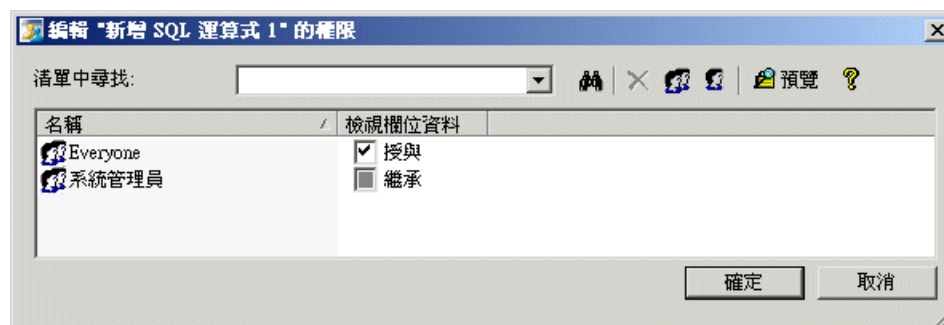 編輯 "新增 SQL 運算式 1" 的權限
清單中尋找:
預覽
名稱 檢視欄位資料
Everyone 授與
系統管理員 繼承
確定 取消